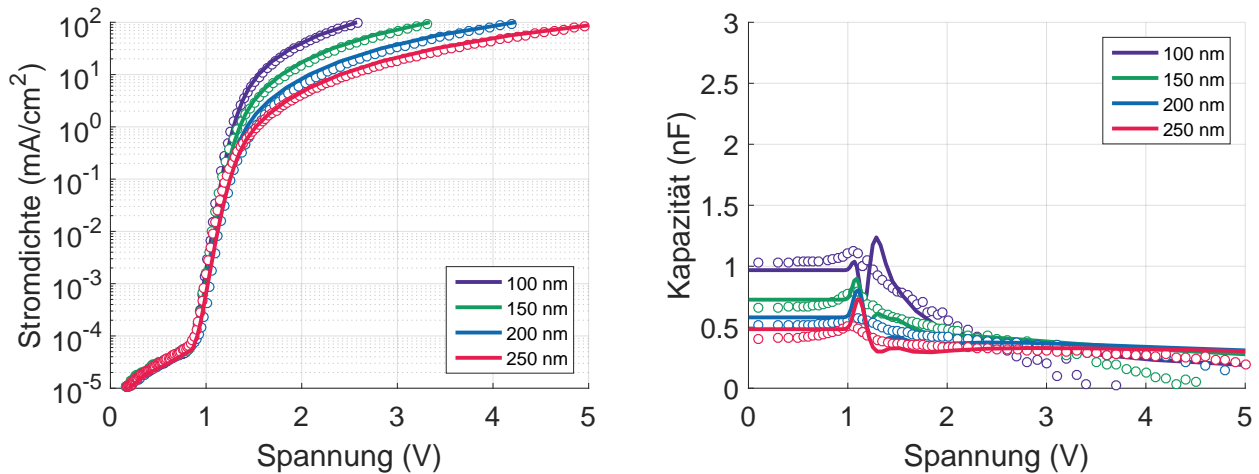 10^2
10^1
10^0
10^-1
10^-2
10^-3
10^-4
10^-5
Stromdichte (mA/cm^2)
100 nm
150 nm
200 nm
250 nm
0 1 2 3 4 5
Spannung (V)
3
2.5
2
1.5
1
0.5
0
Kapazität (nF)
100 nm
150 nm
200 nm
250 nm
0 1 2 3 4 5
Spannung (V)